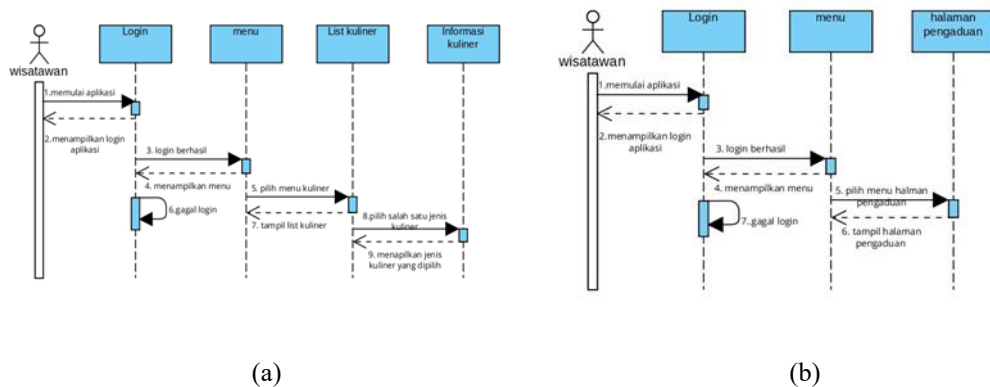 Login
menu
List kuliner
Informasi
kuliner
wisatawan
1.memulai aplikasi
2.menampilkan login
aplikasi
3. login berhasil
4. menampilkan menu
5. pilih menu kuliner
6.gagal login
7. tampil list kuliner
8.pilih salah satu jenis
kuliner
9. menapilkan jenis
kuliner yang dipilih
(a)
Login
menu
halaman
pengaduan
wisatawan
1.memulai aplikasi
2.menampilkan login
aplikasi
3. login berhasil
4. menampilkan menu
5. pilih menu halman
pengaduan
7..gagal login
6. tampil halaman
pengaduan
(b)